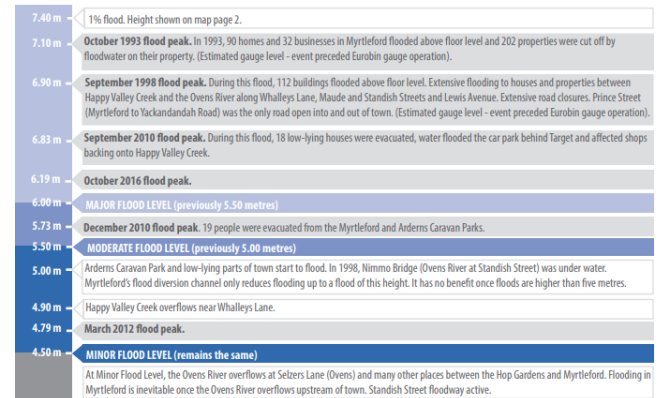 7.40 m
1% flood. Height shown on map page 2.
7.10 m
October 1993 flood peak. In 1993, 90 homes and 32 businesses in Myrtleford flooded above floor level and 202 properties were cut off by
floodwater on their property. (Estimated gauge level - event preceded Eurobin gauge operation).
6.90 m
September 1998 flood peak. During this flood, 112 buildings flooded above floor level. Extensive flooding to houses and properties between
Happy Valley Creek and the Ovens River along Whalleys Lane, Maude and Standish Streets and Lewis Avenue. Extensive road closures. Prince Street
(Myrtleford to Yackandandah Road) was the only road open into and out of town. (Estimated gauge level - event preceded Eurobin gauge operation).
6.83 m
September 2010 flood peak. During this flood, 18 low-lying houses were evacuated, water flooded the car park behind Target and affected shops
backing onto Happy Valley Creek.
6.19 m
October 2016 flood peak.
6.00 m
MAJOR FLOOD LEVEL (previously 5.50 metres)
5.73 m
December 2010 flood peak. 19 people were evacuated from the Myrtleford and Arderns Caravan Parks.
5.50 m
MODERATE FLOOD LEVEL (previously 5.00 metres)
5.00 m
Arderns Caravan Park and low-lying parts of town start to flood. In 1998, Nimmo Bridge (Ovens River at Standish Street) was under water.
Myrtleford's flood diversion channel only reduces flooding up to a flood of this height. It has no benefit once floods are higher than five metres.
4.90 m
Happy Valley Creek overflows near Whalleys Lane.
4.79 m
March 2012 flood peak.
4.50 m
MINOR FLOOD LEVEL (remains the same)
At Minor Flood Level, the Ovens River overflows at Selzers Lane (Ovens) and many other places between the Hop Gardens and Myrtleford. Flooding in
Myrtleford is inevitable once the Ovens River overflows upstream of town. Standish Street floodway active.